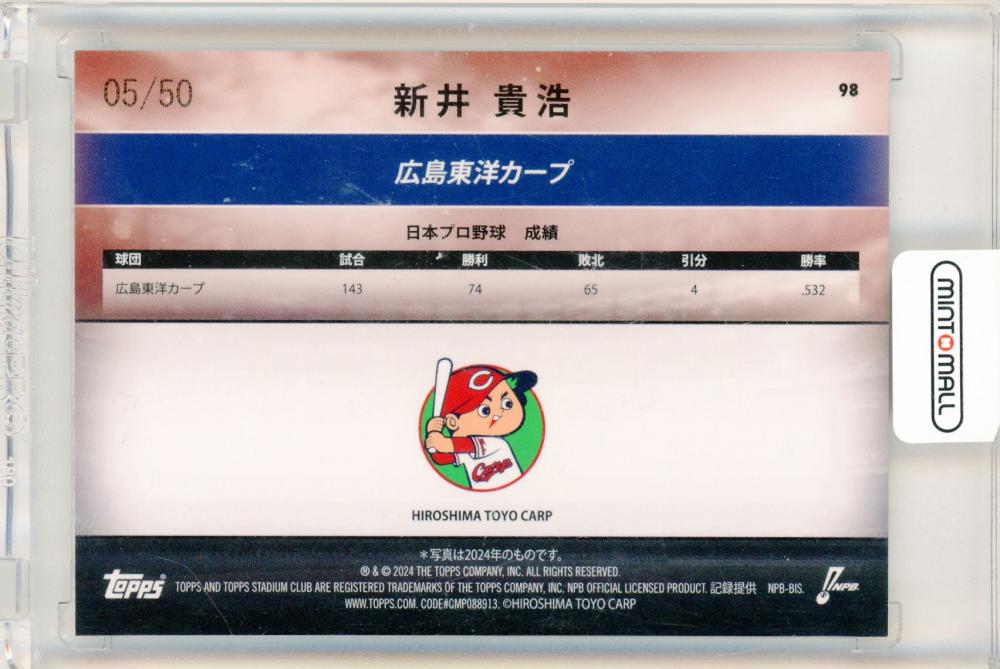 05/50
新井 貴浩
98
広島東洋カープ
日本プロ野球 成績
球団 試合 勝利 敗北 引分 勝率
広島東洋カープ 143 74 65 4 .532
C
Carp
HIROSHIMA TOYO CARP
＊写真は2024年のものです。
® & © 2024 THE TOPPS COMPANY, INC. ALL RIGHTS RESERVED.
topps®
TOPPS AND TOPPS STADIUM CLUB ARE REGISTERED TRADEMARKS OF THE TOPPS COMPANY, INC. NPB OFFICIAL LICENSED PRODUCT. 記録提供 NPB-BIS.
NPB
WWW.TOPPS.COM. CODE#CMP088913. ©HIROSHIMA TOYO CARP
MINT MALL